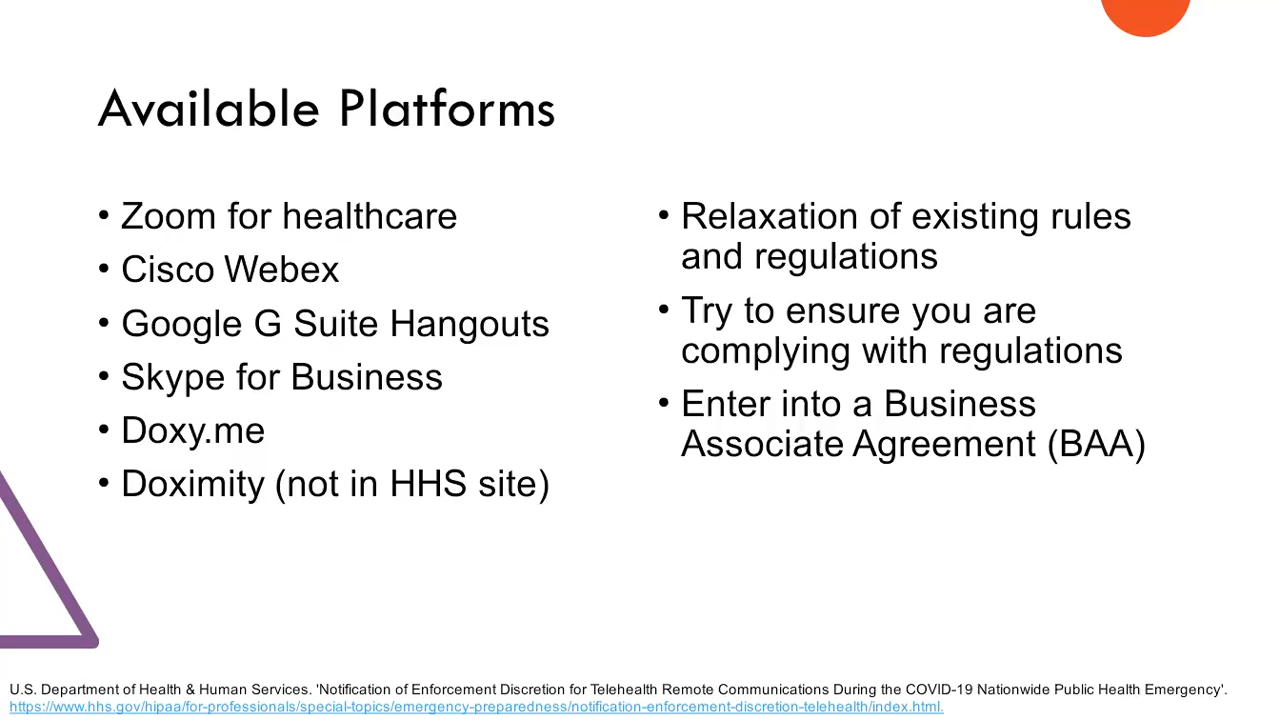 Available Platforms
• Zoom for healthcare
• Cisco Webex
• Google G Suite Hangouts
• Skype for Business
• Doxy.me
• Doximity (not in HHS site)
• Relaxation of existing rules
and regulations
• Try to ensure you are
complying with regulations
• Enter into a Business
Associate Agreement (BAA)
U.S. Department of Health & Human Services. 'Notification of Enforcement Discretion for Telehealth Remote Communications During the COVID-19 Nationwide Public Health Emergency'.
https://www.hhs.gov/hipaa/for-professionals/special-topics/emergency-preparedness/notification-enforcement-discretion-telehealth/index.html.